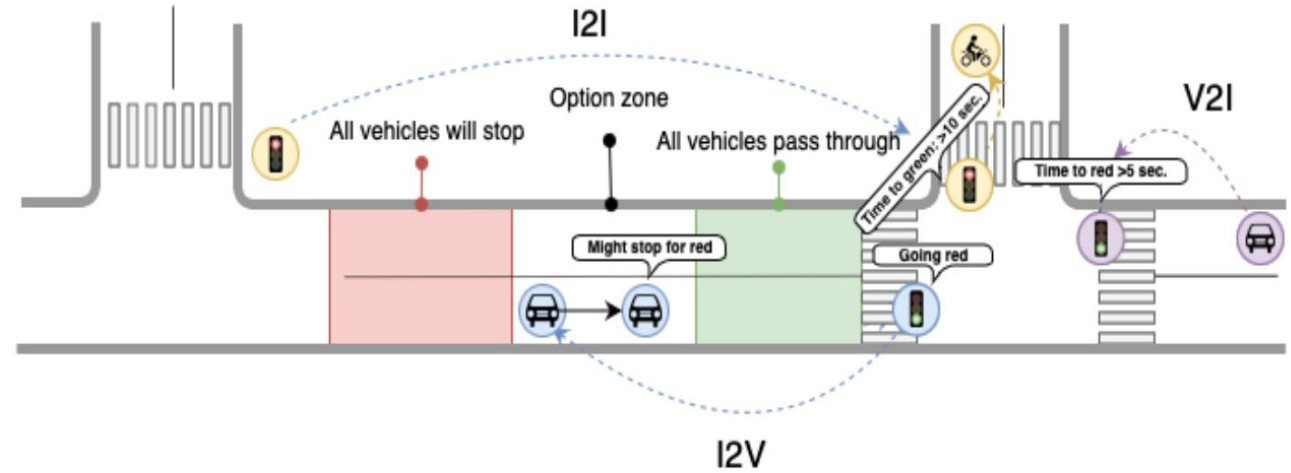 I2I
Option zone
V2I
All vehicles will stop
All vehicles pass through
Time to green: >10 sec.
Time to red >5 sec.
Might stop for red
Going red
I2V